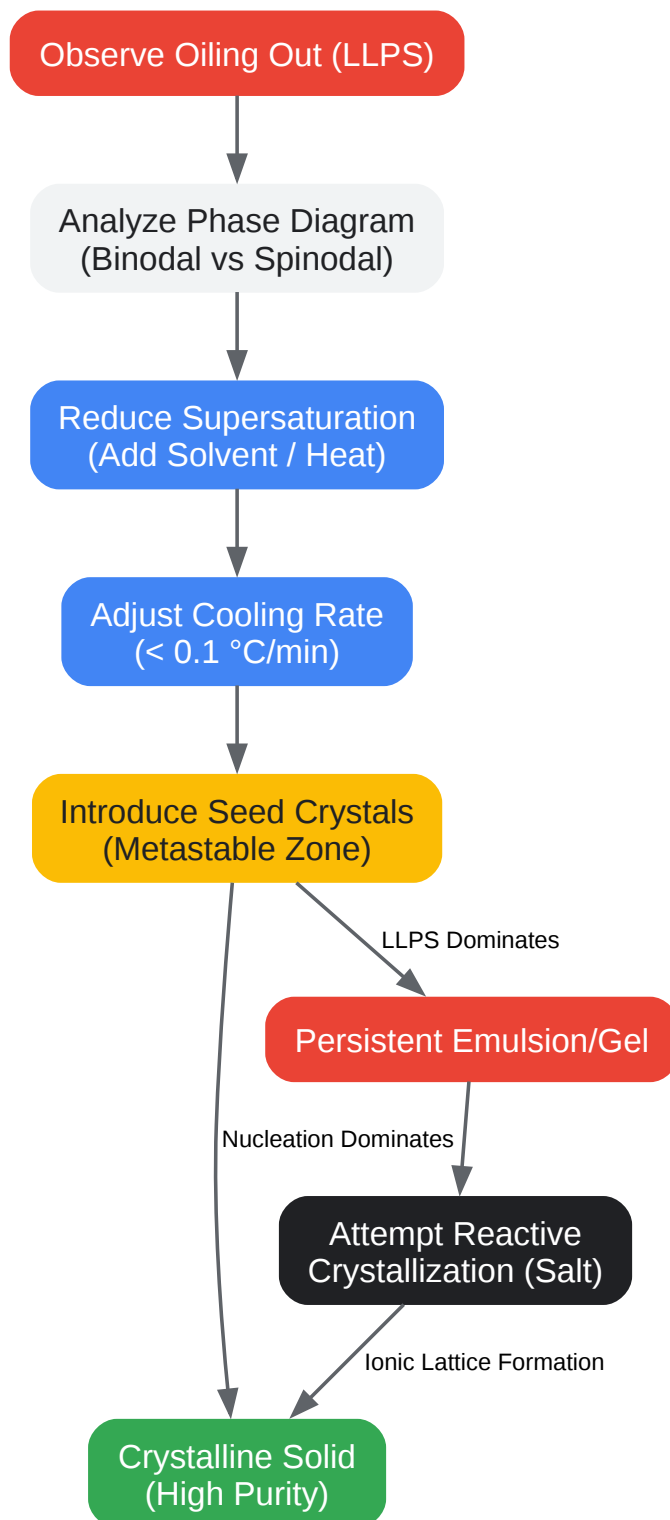 Observe Oiling Out (LLPS)
Analyze Phase Diagram
(Binodal vs Spinodal)
Reduce Supersaturation
(Add Solvent / Heat)
Adjust Cooling Rate
(< 0.1 °C/min)
Introduce Seed Crystals
(Metastable Zone)
LLPS Dominates
Persistent Emulsion/Gel
Nucleation Dominates
Attempt Reactive
Crystallization (Salt)
Ionic Lattice Formation
Crystalline Solid
(High Purity)